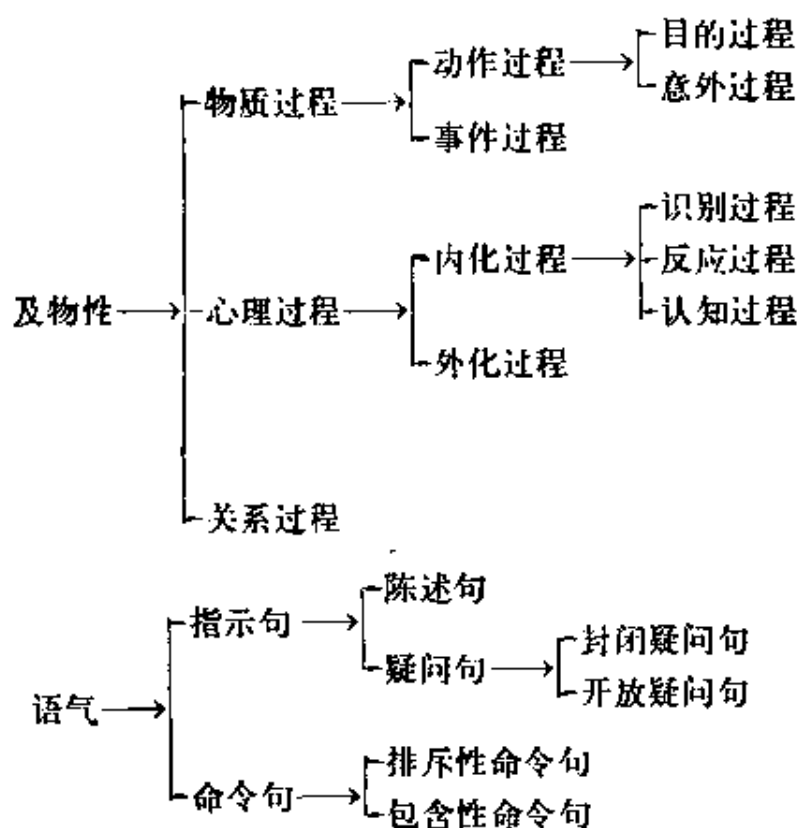 目的过程
动作过程
意外过程
物质过程
事件过程
识别过程
内化过程
反应过程
及物性
心理过程
认知过程
外化过程
关系过程
陈述句
指示句
封闭疑问句
疑问句
开放疑问句
语气
排斥性命令句
命令句
包含性命令句